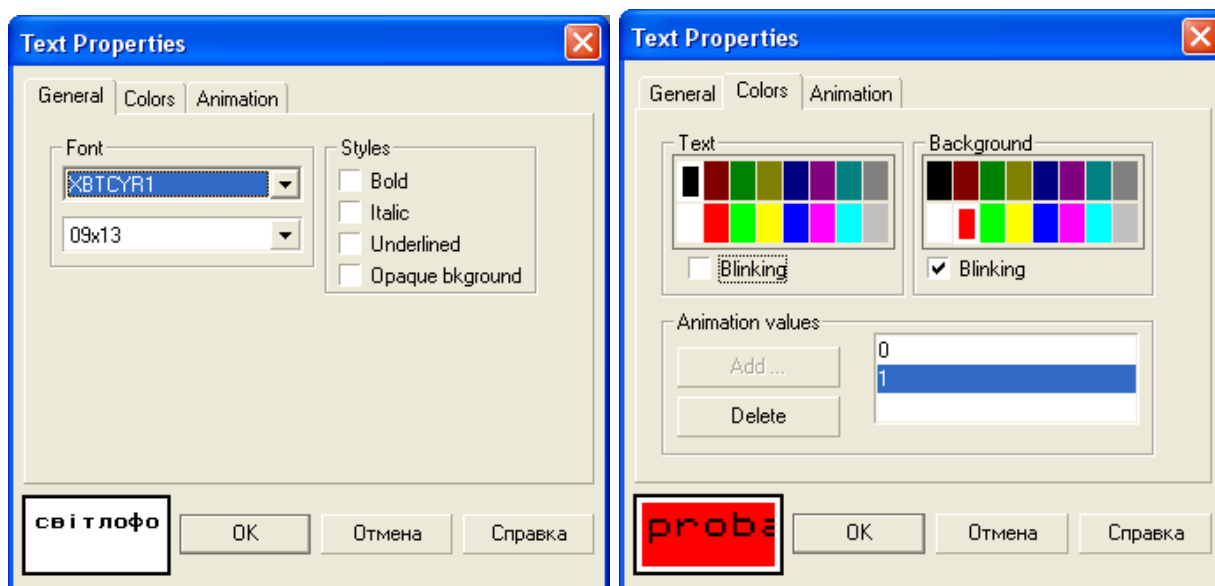 Text Properties
General Colors Animation
Font
XBTCYR1
09x13
Styles
Bold
Italic
Underlined
Opaque bkground
світлофо
OK Отмена Справка
Text Properties
General Colors Animation
Text
Blinking
Background
Blinking
Animation values
Add ...
Delete
0
1
proba
OK Отмена Справка